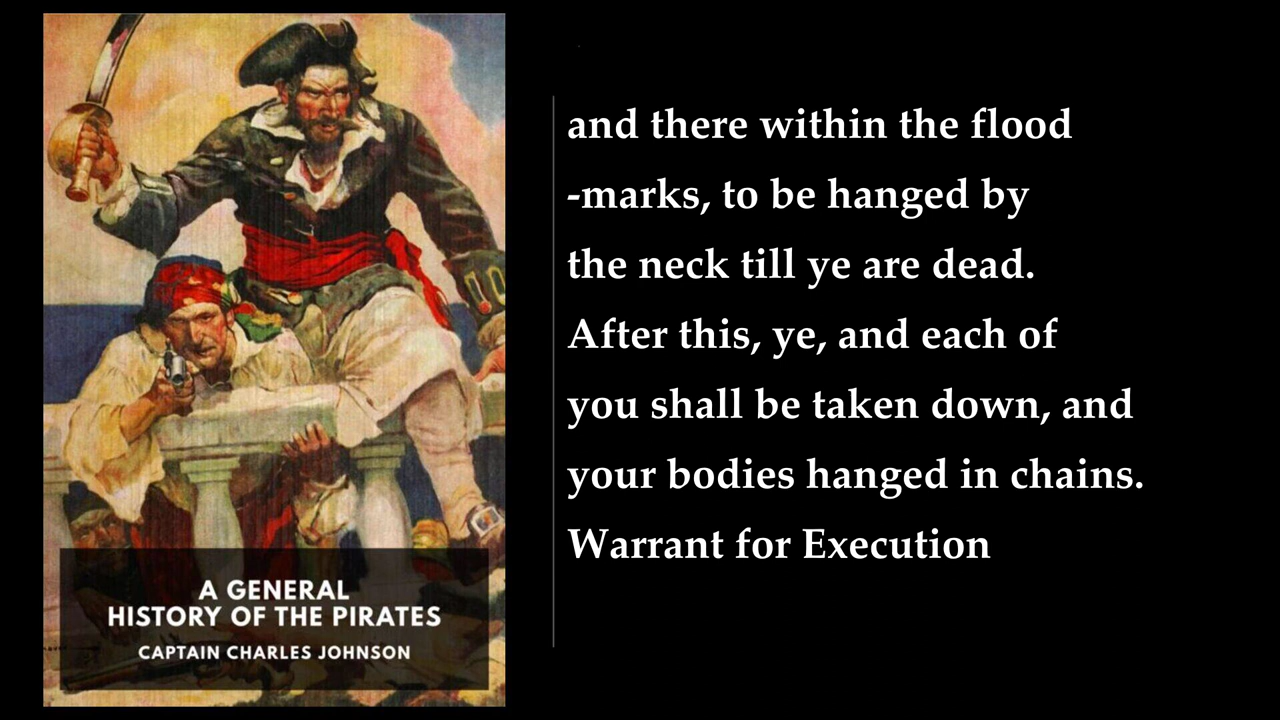 A GENERAL
HISTORY OF THE PIRATES
CAPTAIN CHARLES JOHNSON
and there within the flood
-marks, to be hanged by
the neck till ye are dead.
After this, ye, and each of
you shall be taken down, and
your bodies hanged in chains.
Warrant for Execution